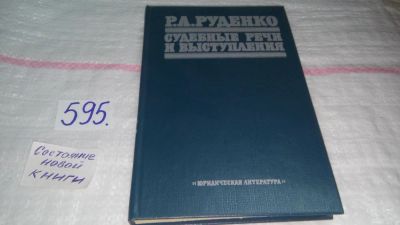 Р.А.РУДЕНКО
СУДЕБНЫЕ РЕЧИ
И ВЫСТУПЛЕНИЯ
"ЮРИДИЧЕСКАЯ ЛИТЕРАТУРА"
595.
Состояние
новой
книги